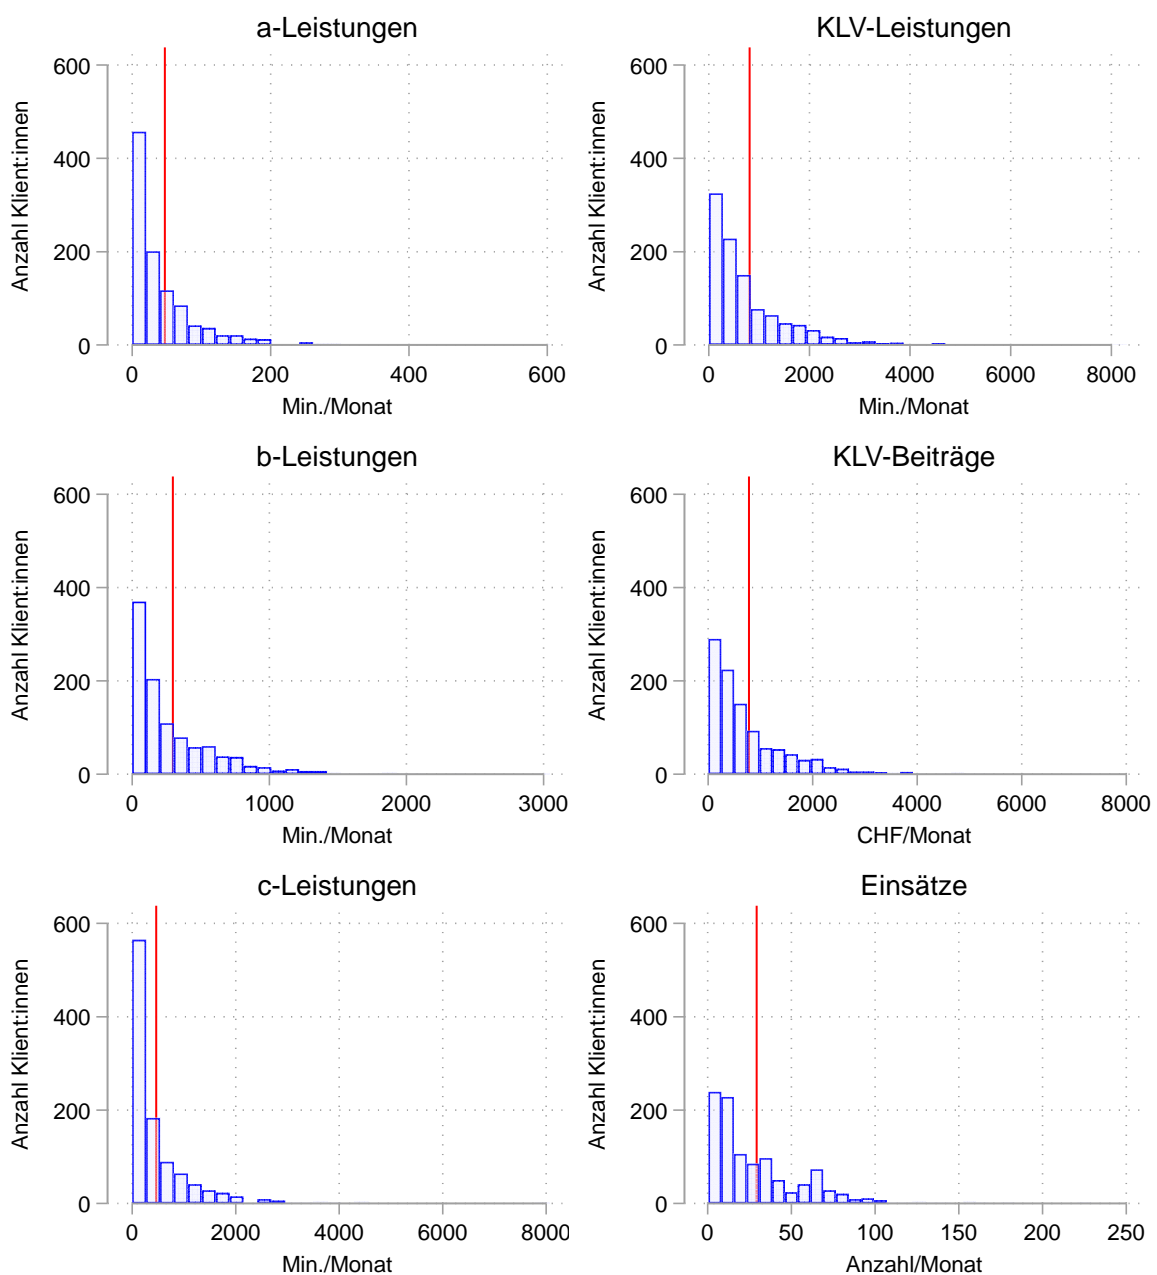 a-Leistungen
Anzahl Klient:innen
600
400
200
0
0 200 400 600
Min./Monat
KLV-Leistungen
Anzahl Klient:innen
600
400
200
0
0 2000 4000 6000 8000
Min./Monat
b-Leistungen
Anzahl Klient:innen
600
400
200
0
0 1000 2000 3000
Min./Monat
KLV-Beiträge
Anzahl Klient:innen
600
400
200
0
0 2000 4000 6000 8000
CHF/Monat
c-Leistungen
Anzahl Klient:innen
600
400
200
0
0 2000 4000 6000 8000
Min./Monat
Einsätze
Anzahl Klient:innen
600
400
200
0
0 50 100 150 200 250
Anzahl/Monat